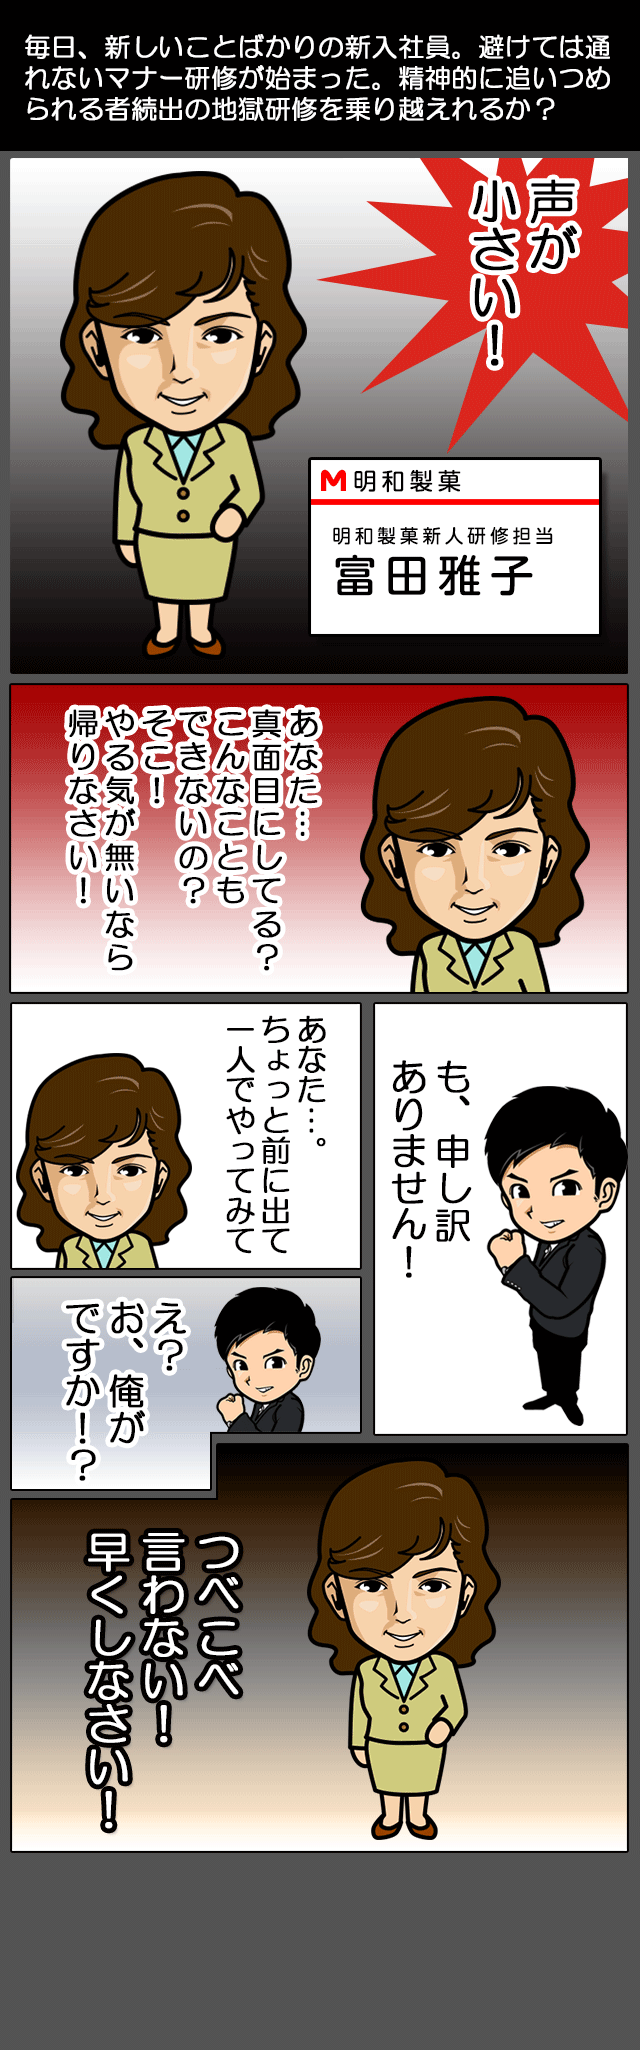 毎日、新しいことばかりの新入社員。避けては通
れないマナー研修が始まった。精神的に追いつめ
られる者続出の地獄研修を乗り越えれるか？
声が
小さい！
M 明和製菓
明和製菓新人研修担当
富田雅子
あなた…
真面目にしてる？
こんなことも
できないの？
そこ！
やる気が無いなら
帰りなさい！
も、申し訳
ありません！
あなた…。
ちょっと前に出て
一人でやってみて
え？
お、俺が
ですか！？
つべこべ
言わない！
早くしなさい！